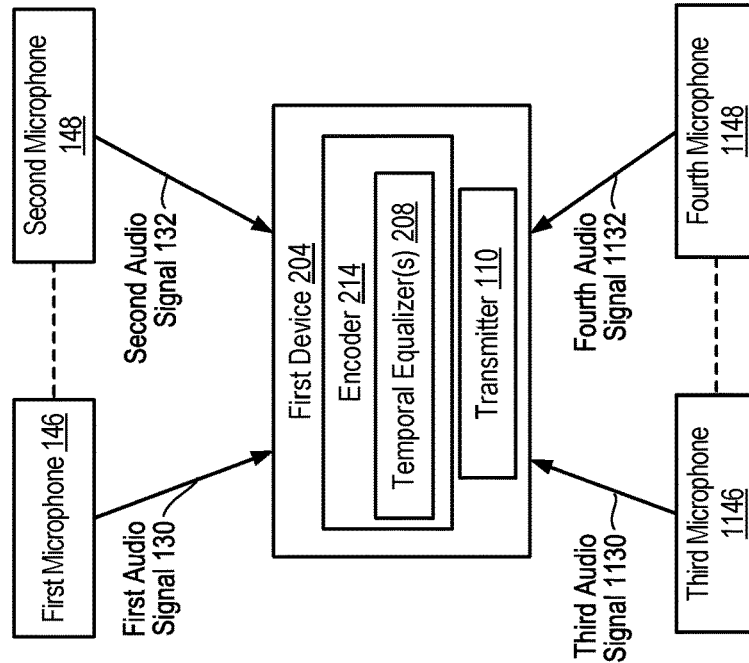 First Microphone 146
Second Microphone
148
First Audio
Signal 130
Second Audio
Signal 132
First Device 204
Encoder 214
Temporal Equalizer(s) 208
Transmitter 110
Third Audio
Signal 1130
Fourth Audio
Signal 1132
Third Microphone
1146
Fourth Microphone
1148